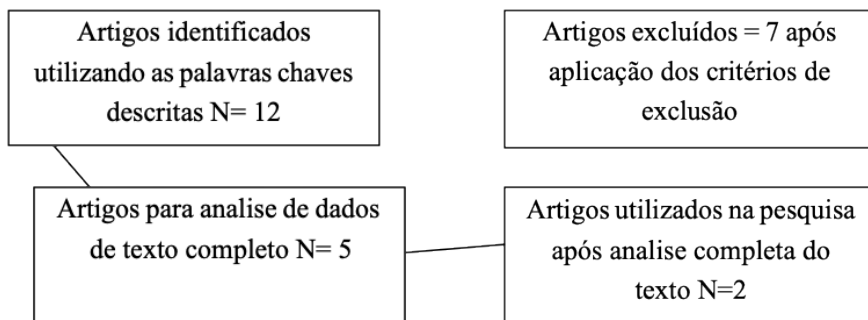 Artigos identificados
utilizando as palavras chaves
descritas N= 12
Artigos excluídos = 7 após
aplicação dos critérios de
exclusão
Artigos para analise de dados
de texto completo N= 5
Artigos utilizados na pesquisa
após analise completa do
texto N=2